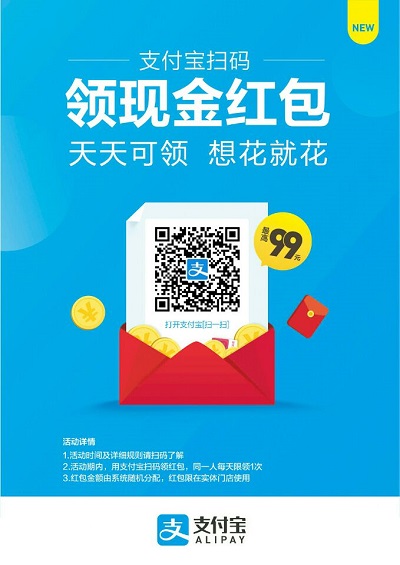 NEW
支付宝扫码
领现金红包
天天可领 想花就花
最高99元
支
打开支付宝[扫一扫]
活动详情
1.活动时间及详细规则请扫码了解
2.活动期内，用支付宝扫码领红包，同一人每天限领1次
3.红包金额由系统随机分配，红包限在实体门店使用
支 支付宝
ALIPAY